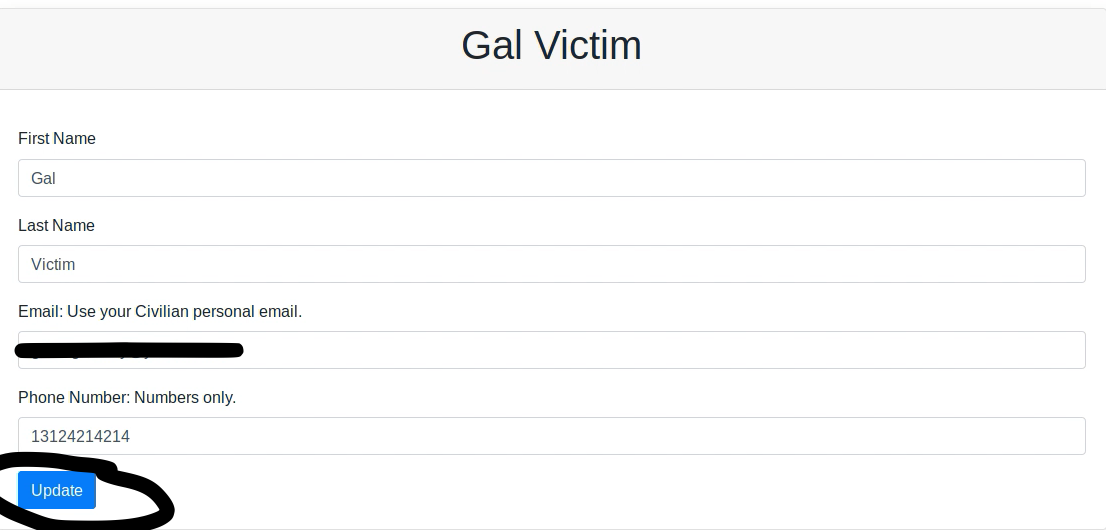 Gal Victim
First Name
Gal
Last Name
Victim
Email: Use your Civilian personal email.
Phone Number: Numbers only.
13124214214
Update